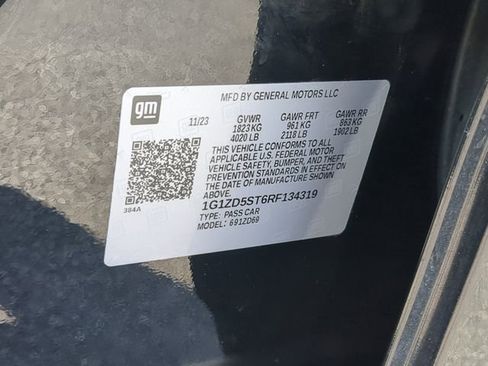 gm
MFD BY GENERAL MOTORS LLC
11/23 GVWR GAWR FRT GAWR RR
1823 KG 961 KG 863 KG
4020 LB 2118 LB 1902 LB
THIS VEHICLE CONFORMS TO ALL
APPLICABLE U.S. FEDERAL MOTOR
VEHICLE SAFETY, BUMPER, AND THEFT
PREVENTION STANDARDS IN EFFECT ON
THE DATE OF MANUFACTURE SHOWN
ABOVE.
1G1ZD5ST6RF134319
TYPE: PASS CAR
MODEL: 691ZD69
384A